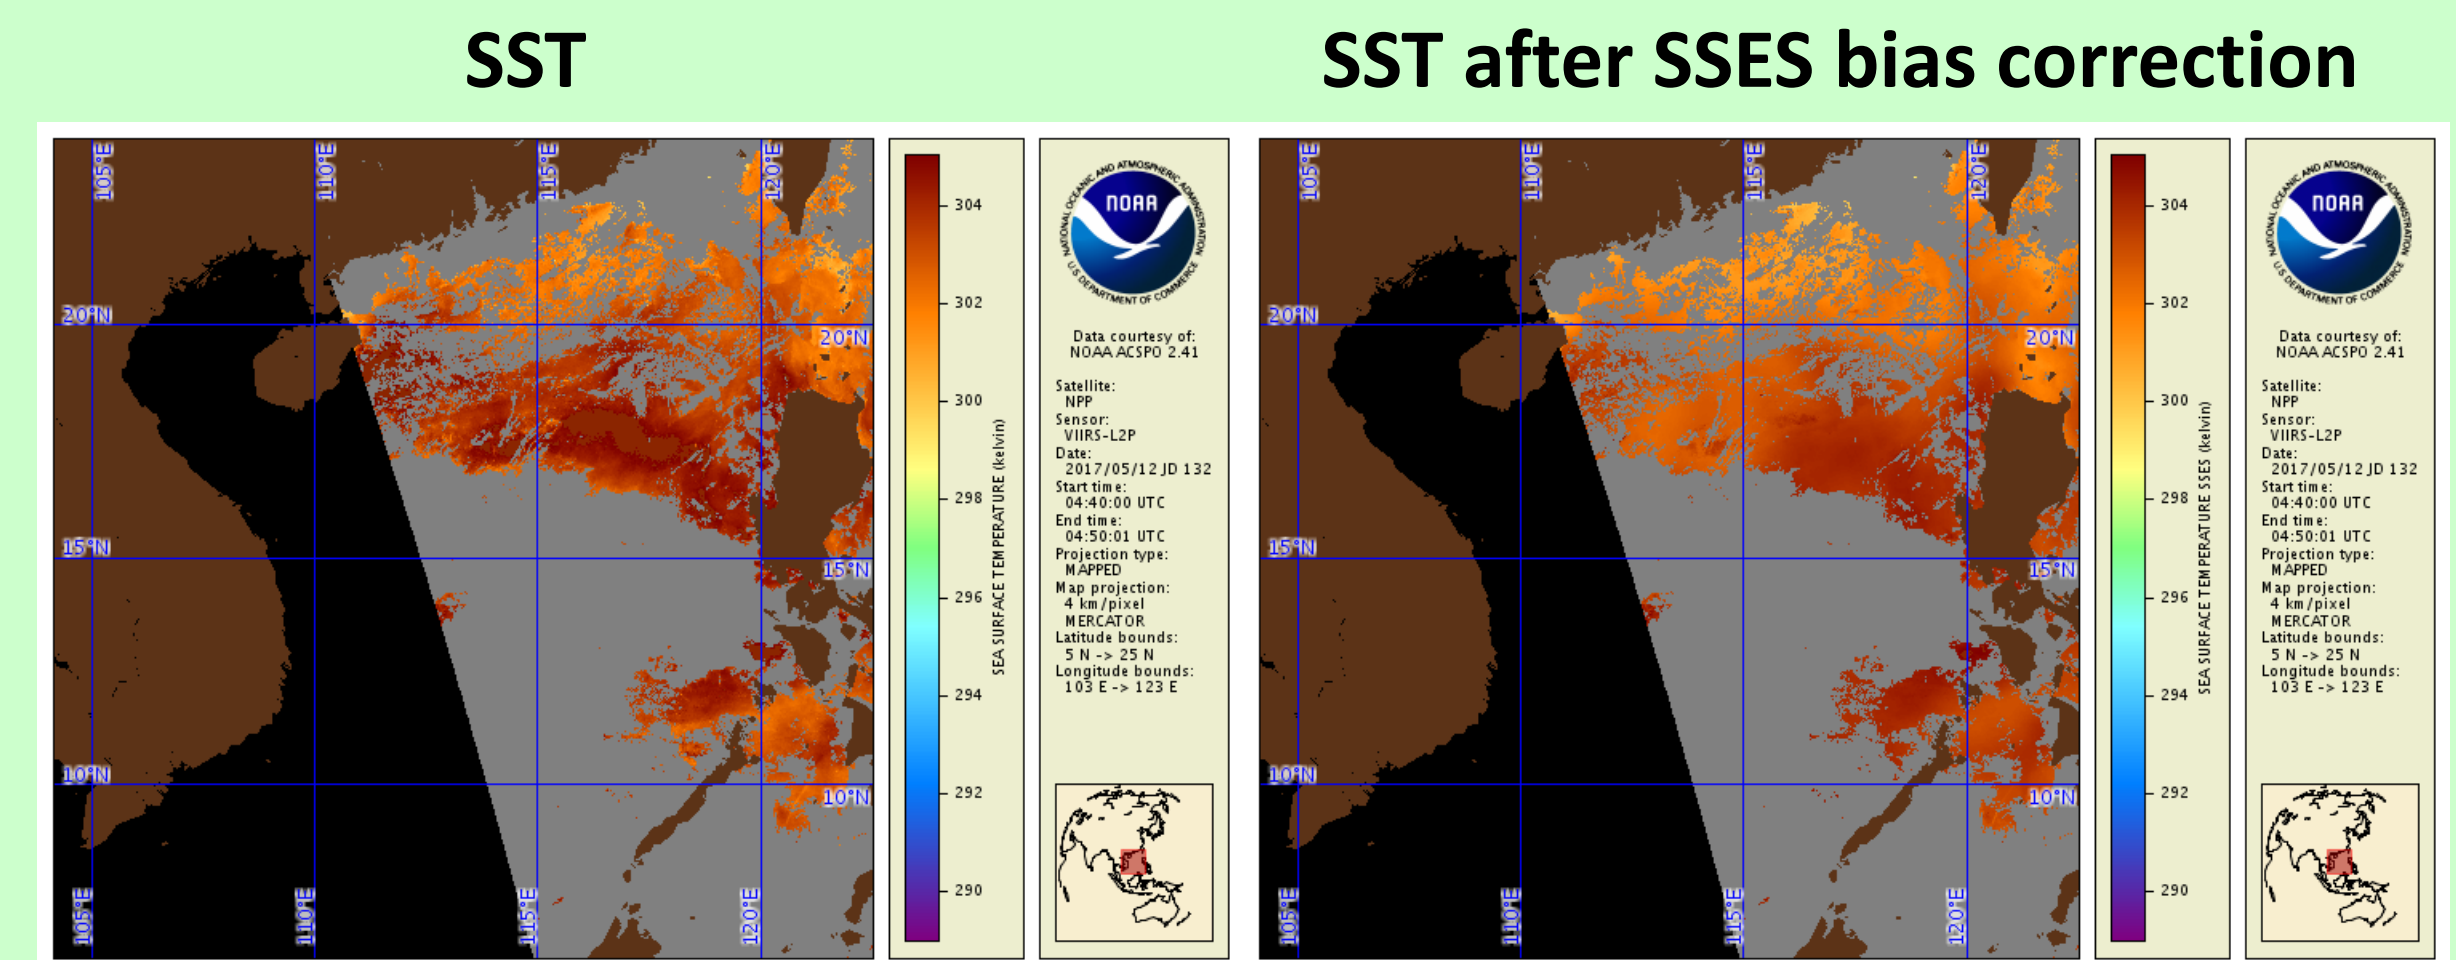 SST
SST after SSES bias correction
105°E
110°E
115°E
120°E
20°N
20°N
15°N
15°N
10°N
10°N
105°E
110°E
115°E
120°E
304
302
300
298
296
294
292
290
SEA SURFACE TEMPERATURE (kelvin)
NATIONAL OCEANIC AND ATMOSPHERIC ADMINISTRATION
NOAA
U.S. DEPARTMENT OF COMMERCE
Data courtesy of:
NOAA ACSPO 2.41
Satellite:
NPP
Sensor:
VIIRS-L2P
Date:
2017/05/12 JD 132
Start time:
04:40:00 UTC
End time:
04:50:01 UTC
Projection type:
MAPPED
Map projection:
4 km/pixel
MERCATOR
Latitude bounds:
5 N -> 25 N
Longitude bounds:
103 E -> 123 E
105°E
110°E
115°E
120°E
20°N
20°N
15°N
15°N
10°N
10°N
105°E
110°E
115°E
120°E
304
302
300
298
296
294
292
290
SEA SURFACE TEMPERATURE SSES (kelvin)
NATIONAL OCEANIC AND ATMOSPHERIC ADMINISTRATION
NOAA
U.S. DEPARTMENT OF COMMERCE
Data courtesy of:
NOAA ACSPO 2.41
Satellite:
NPP
Sensor:
VIIRS-L2P
Date:
2017/05/12 JD 132
Start time:
04:40:00 UTC
End time:
04:50:01 UTC
Projection type:
MAPPED
Map projection:
4 km/pixel
MERCATOR
Latitude bounds:
5 N -> 25 N
Longitude bounds:
103 E -> 123 E